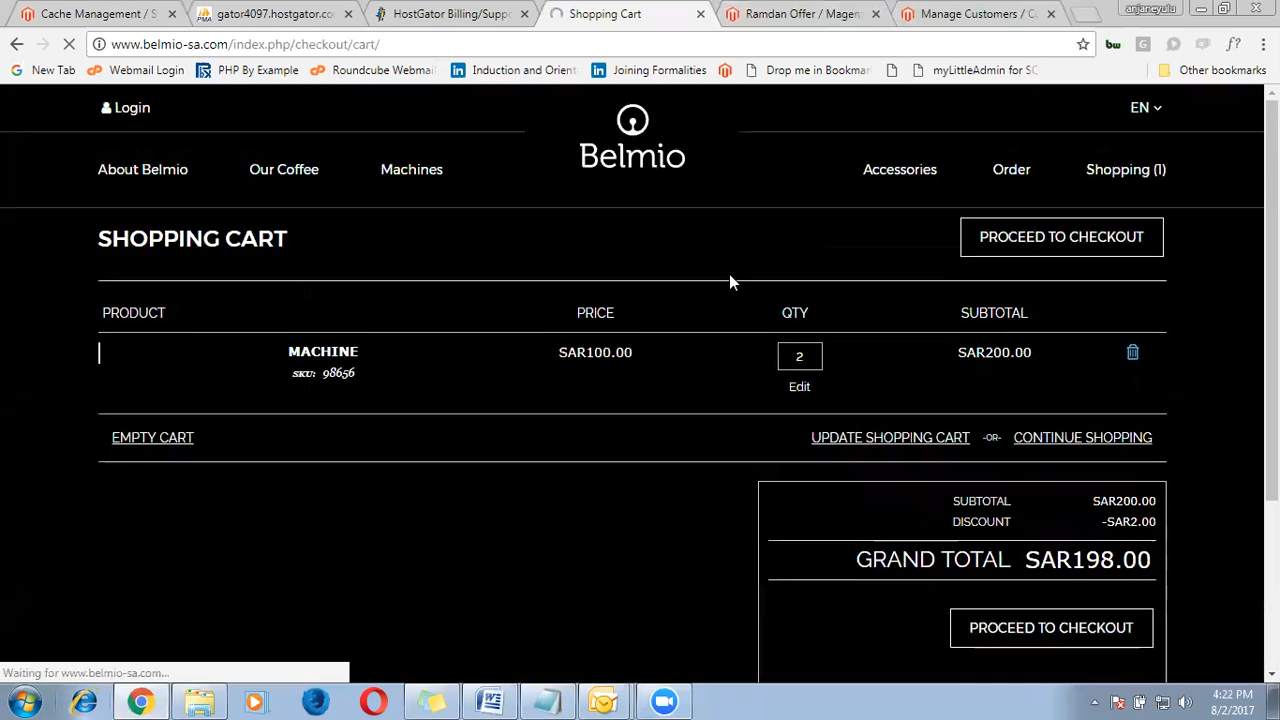 Cache Management / S
gator4097.hostgator.co
HostGator Billing/Suppo
Shopping Cart
Ramdan Offer / Magen
Manage Customers / Cu
anjaneyulu
www.belmio-sa.com/index.php/checkout/cart/
bw
f?
New Tab
Webmail Login
PHP By Example
Roundcube Webmail
Induction and Orient
Joining Formalities
Drop me in Bookmar
myLittleAdmin for SQ
Other bookmarks
Login
EN
Belmio
About Belmio
Our Coffee
Machines
Accessories
Order
Shopping (1)
SHOPPING CART
PROCEED TO CHECKOUT
PRODUCT PRICE QTY SUBTOTAL
MACHINE SAR100.00 2 SAR200.00
SKU: 98656
Edit
EMPTY CART
UPDATE SHOPPING CART -OR- CONTINUE SHOPPING
SUBTOTAL SAR200.00
DISCOUNT -SAR2.00
GRAND TOTAL SAR198.00
PROCEED TO CHECKOUT
Waiting for www.belmio-sa.com...
4:22 PM
8/2/2017